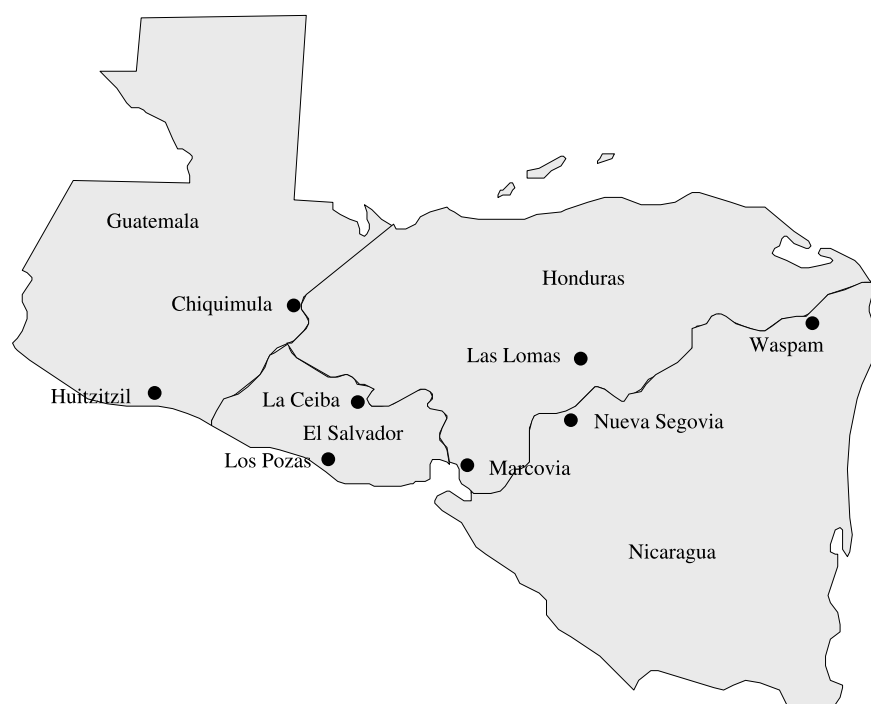 Guatemala
Honduras
Chiquimula
Waspam
Las Lomas
Huitzitzil
La Ceiba
Nueva Segovia
El Salvador
Los Pozas
Marcovia
Nicaragua